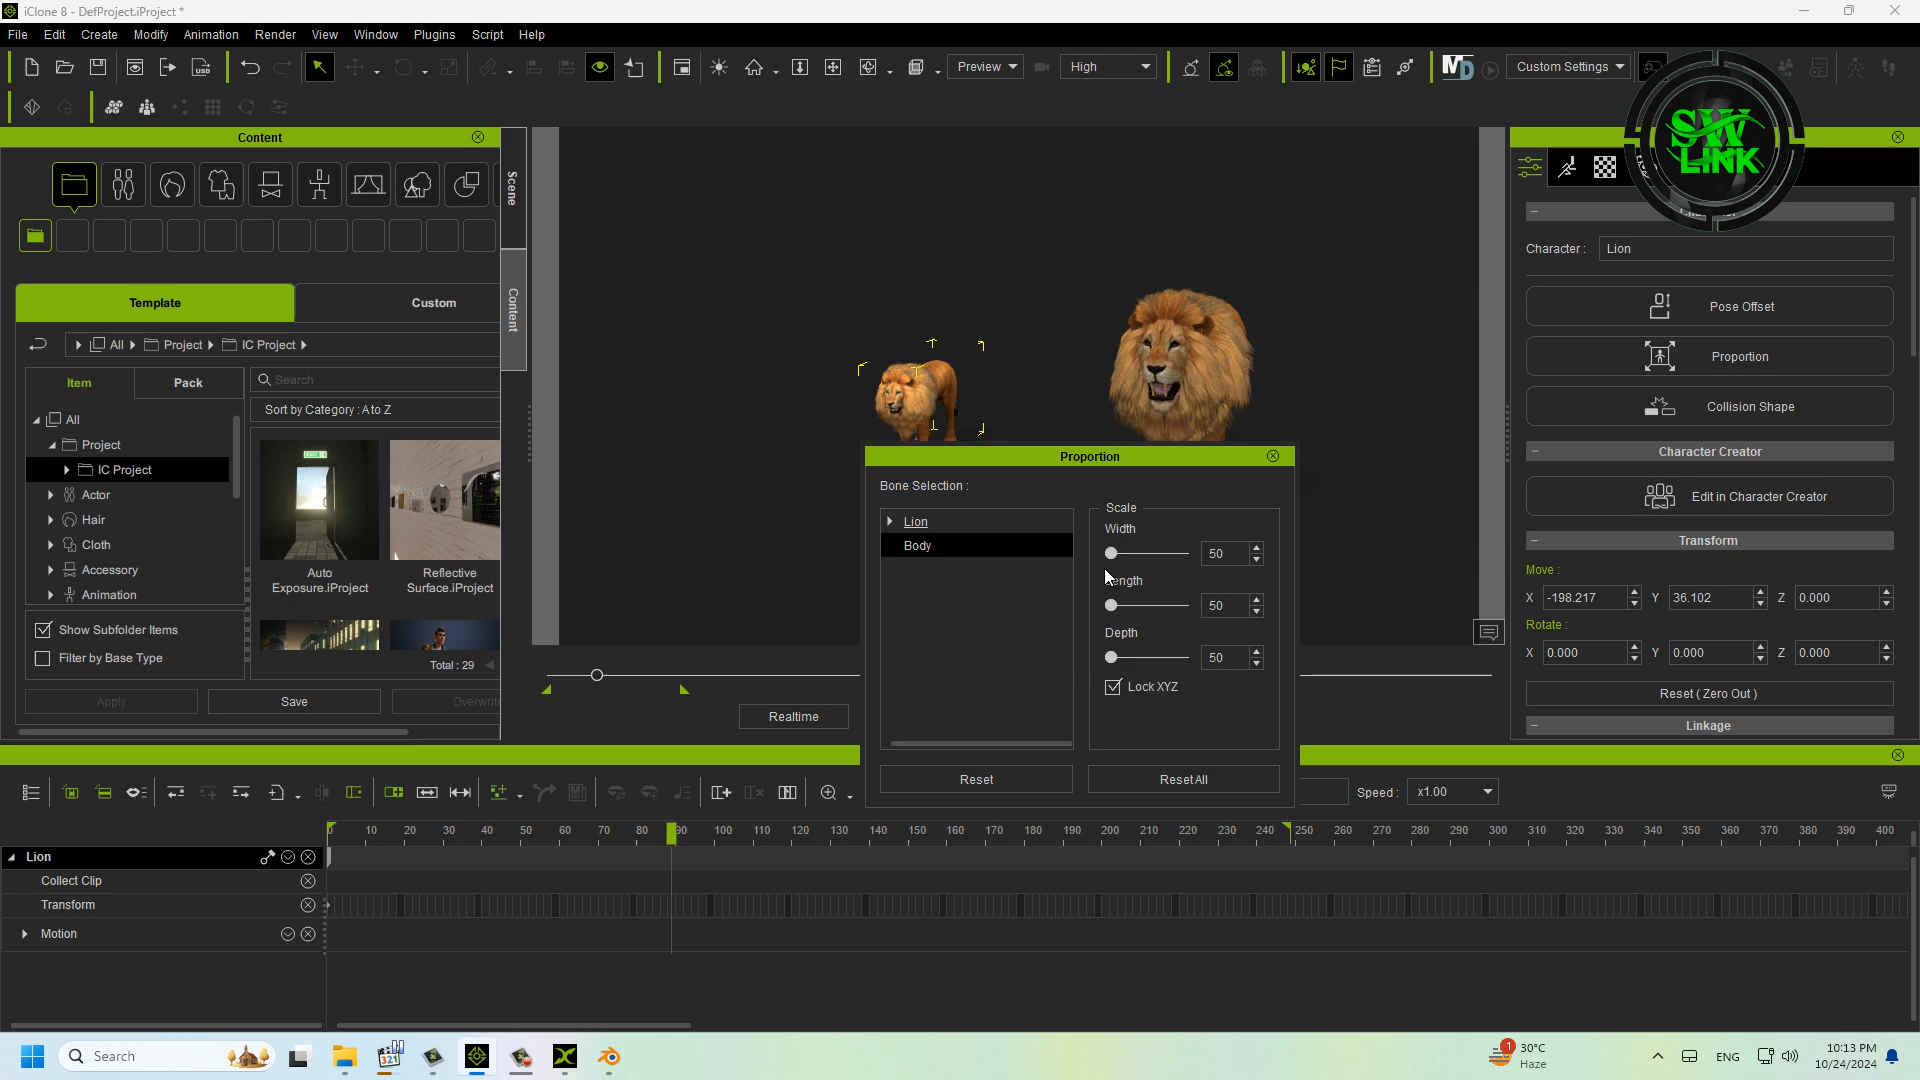 iClone 8 - DefProject.iProject *
File Edit Create Modify Animation Render View Window Plugins Script Help
Preview High Custom Settings
SW LINK
Content
Template Custom
All Project IC Project
Item Pack Search
Sort by Category : A to Z
All
Project
IC Project
Actor
Hair
Cloth
Accessory
Animation
Auto Exposure.iProject
Reflective Surface.iProject
Show Subfolder Items
Filter by Base Type
Total : 29
Apply Save Overwrite
Scene
Content
Realtime
Proportion
Bone Selection :
Lion
Body
Scale
Width
50
Length
50
Depth
50
Lock XYZ
Reset Reset All
Character : Lion
Pose Offset
Proportion
Collision Shape
Character Creator
Edit in Character Creator
Transform
Move :
X -198.217 Y 36.102 Z 0.000
Rotate :
X 0.000 Y 0.000 Z 0.000
Reset ( Zero Out )
Linkage
Speed : x1.00
0 10 20 30 40 50 60 70 80 90 100 110 120 130 140 150 160 170 180 190 200 210 220 230 240 250 260 270 280 290 300 310 320 330 340 350 360 370 380 390 400
Lion
Collect Clip
Transform
Motion
Search
321
1
30°C
Haze
ENG
10:13 PM
10/24/2024